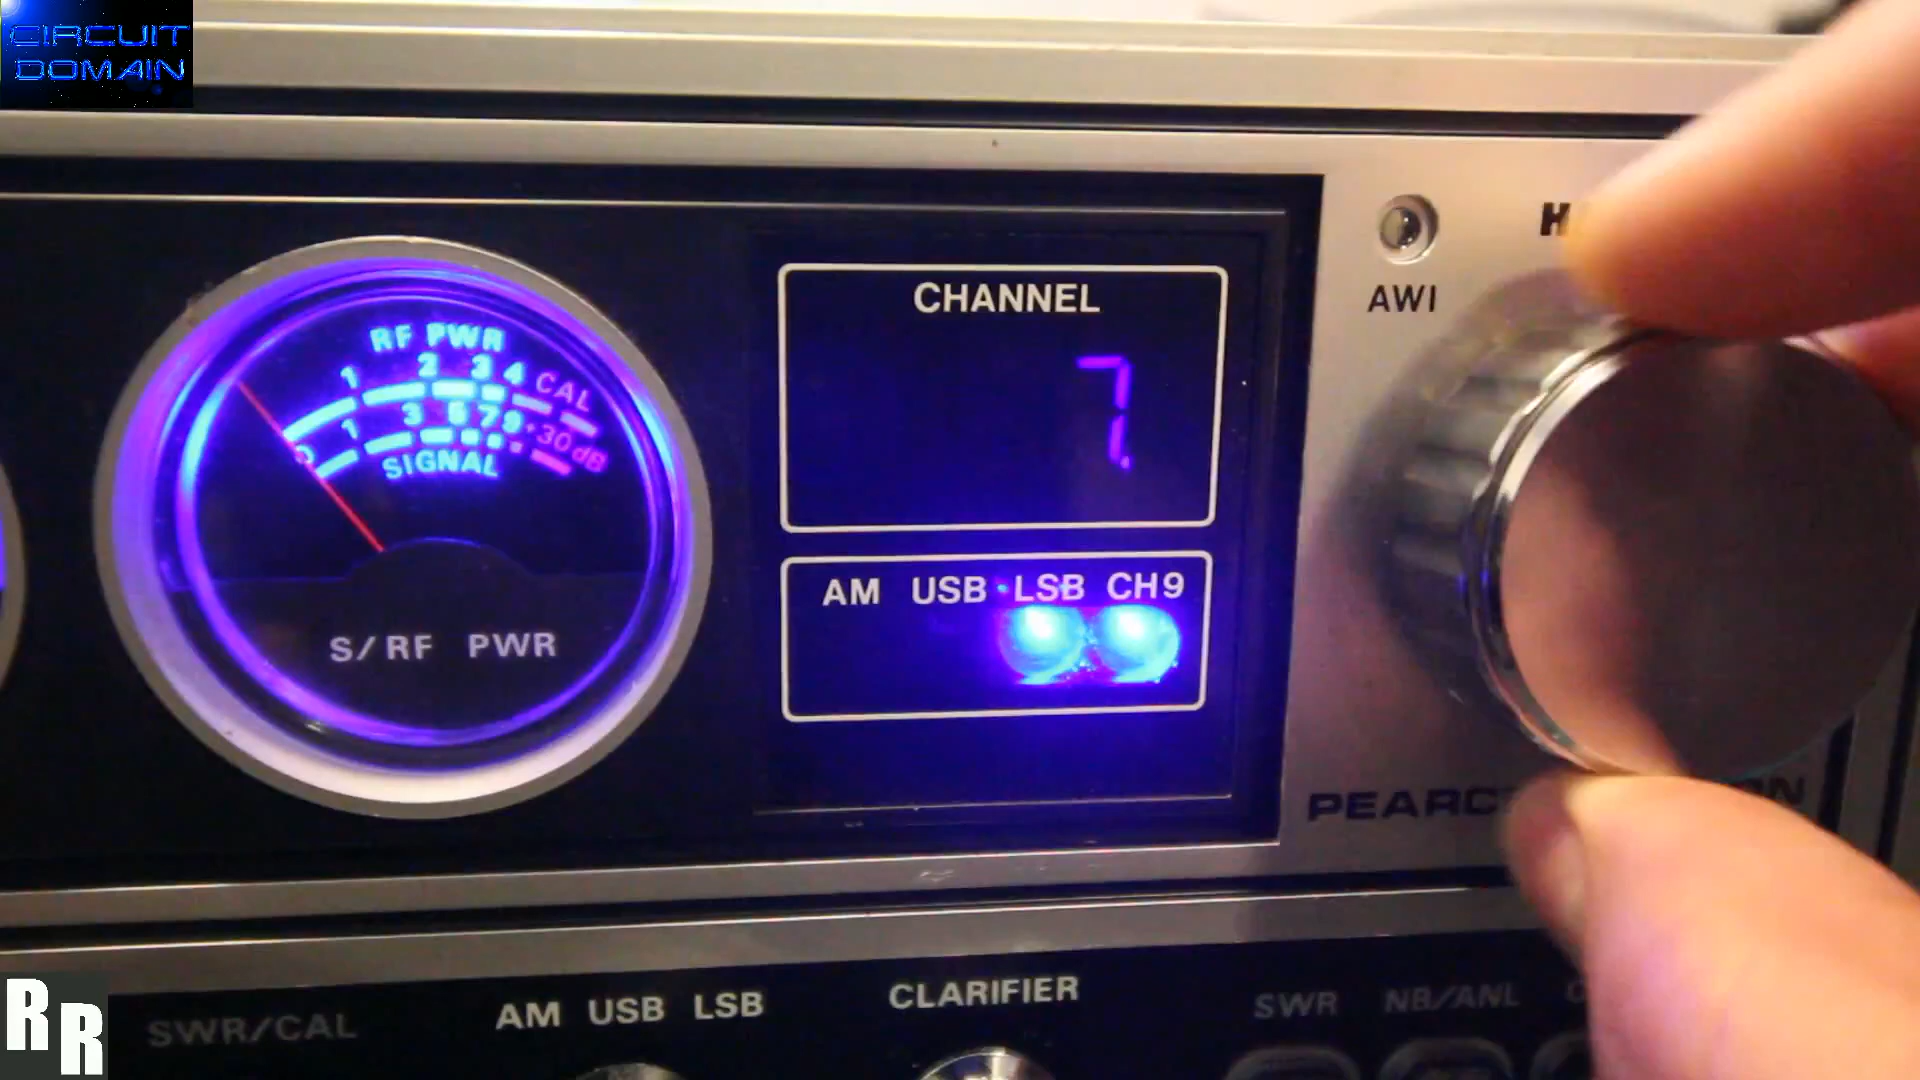 CIRCUIT
DOMAIN
RF PWR
1 2 3 4 CAL
0 1 3 5 7 9 +30dB
SIGNAL
S/RF PWR
CHANNEL
7
AM USB LSB CH9
AWI
AM USB LSB
CLARIFIER
SWR/CAL
SWR
NB/ANL
RR